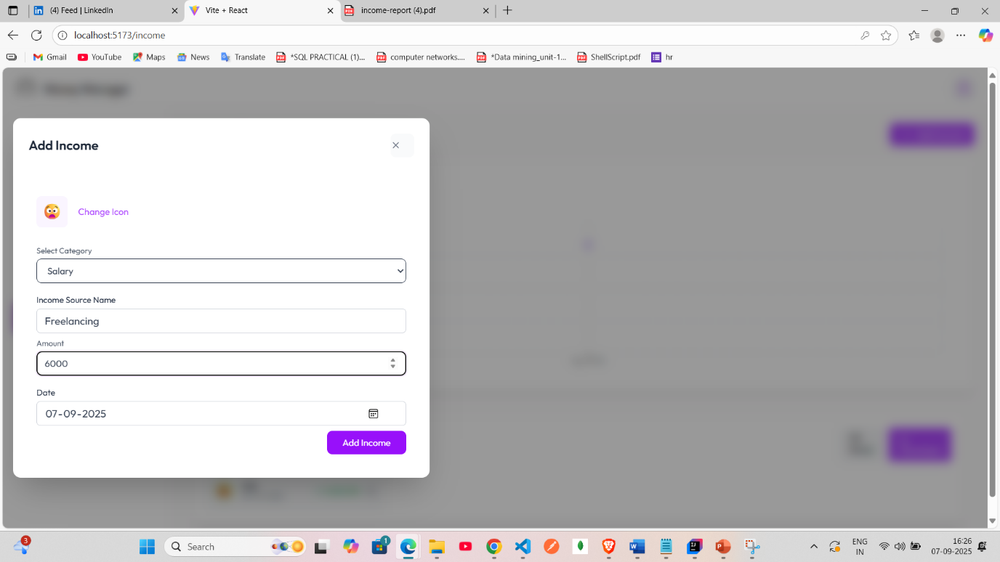 (4) Feed | LinkedIn
Vite + React
income-report (4).pdf
localhost:5173/income
Gmail
YouTube
Maps
News
Translate
*SQL PRACTICAL (1)...
computer networks....
*Data mining_unit-1...
ShellScript.pdf
hr
Add Income
Change Icon
Select Category
Salary
Income Source Name
Freelancing
Amount
6000
Date
07-09-2025
Add Income
3
Search
1
ENG
IN
16:26
07-09-2025